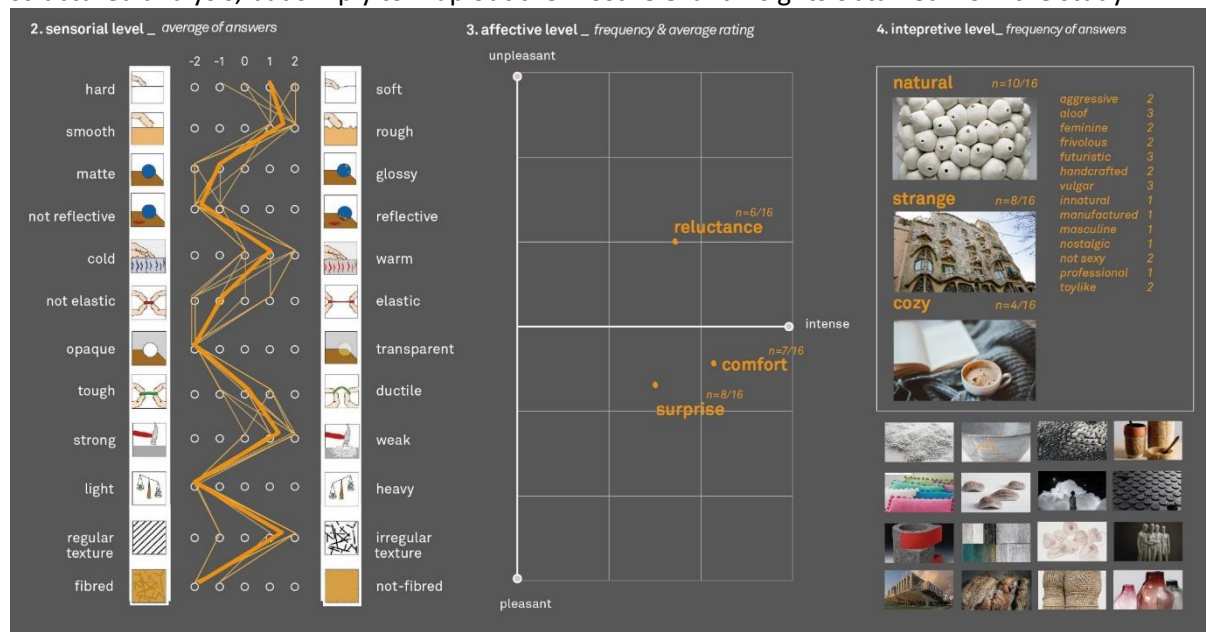 2. sensorial level_ average of answers
-2 -1 0 1 2
hard soft
smooth rough
matte glossy
not reflective reflective
cold warm
not elastic elastic
opaque transparent
tough ductile
strong weak
light heavy
regular texture irregular texture
fibred not-fibred
3. affective level_ frequency & average rating
unpleasant
n=6/16
reluctance
intense
n=7/16
comfort
n=8/16
surprise
pleasant
4. intepretive level_ frequency of answers
natural n=10/16
strange n=8/16
cozy n=4/16
aggressive 2
aloof 3
feminine 2
frivolous 2
futuristic 3
handcrafted 2
vulgar 3
innatural 1
manufactured 1
masculine 1
nostalgic 1
not sexy 2
professional 1
toylike 2